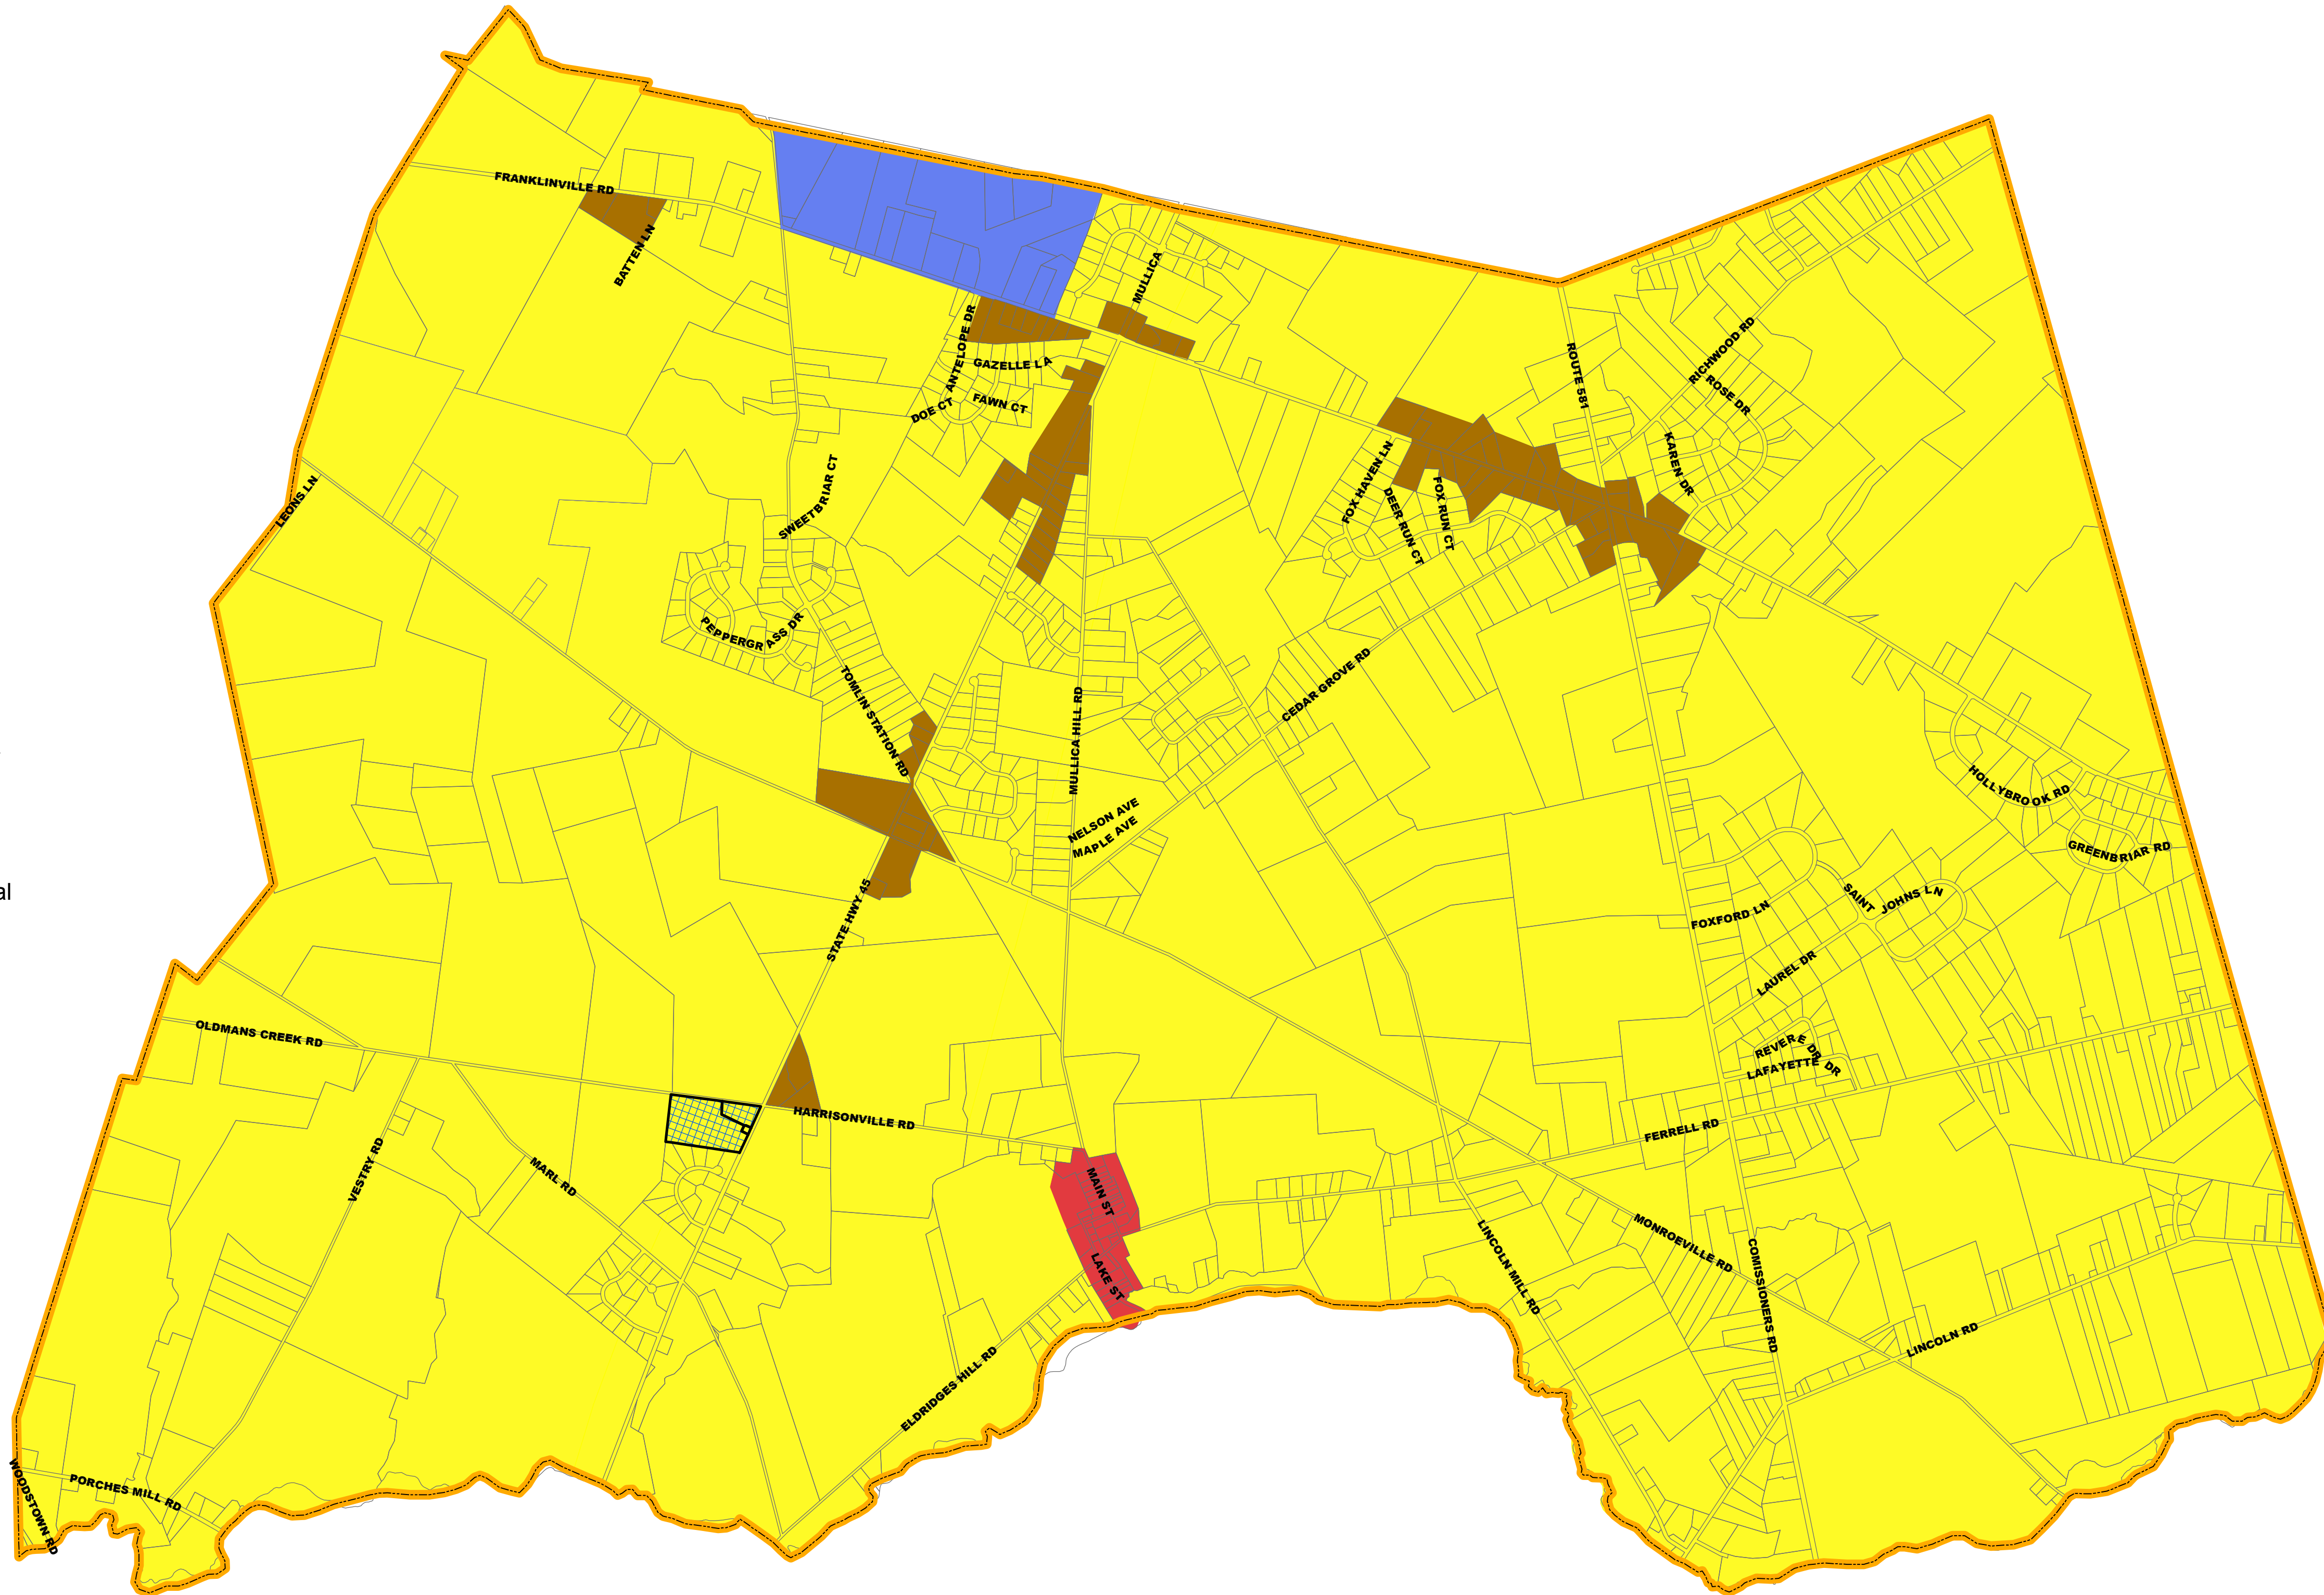 FRANKLINVILLE RD
BATTEN LN
MULLICA
ANTELOPE DR
GAZELLE LA
DOE CT
FAWN CT
ROUTE 581
RICHWOOD RD
ROSE DR
KAREN DR
FOX HAVEN LN
DEER RUN CT
FOX RUN CT
LEONS LN
SWEETBRIAR CT
PEPPERGRASS DR
TOMLIN STATION RD
MULLICA HILL RD
CEDAR GROVE RD
NELSON AVE
MAPLE AVE
HOLLYBROOK RD
GREENBRIAR RD
al
STATE HWY 45
FOXFORD LN
SAINT JOHNS LN
LAUREL DR
OLDMANS CREEK RD
REVERE DR
LAFAYETTE DR
HARRISONVILLE RD
FERRELL RD
VESTRY RD
MARL RD
MAIN ST
LAKE ST
LINCOLN MILL RD
MONROEVILLE RD
COMISSIONERS RD
LINCOLN RD
ELDRIDGES HILL RD
PORCHES MILL RD
WOODSTOWN RD